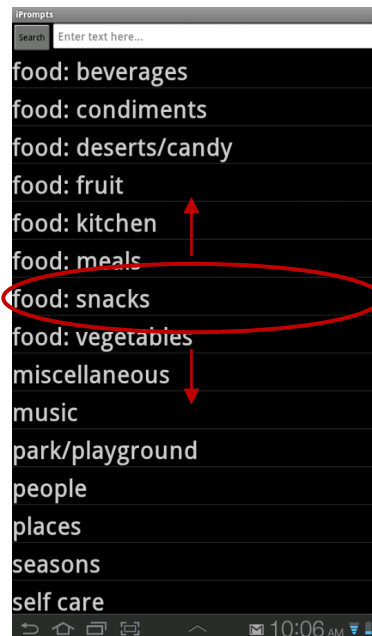 iPrompts
Search Enter text here...
food: beverages
food: condiments
food: deserts/candy
food: fruit
food: kitchen
food: meals
food: snacks
food: vegetables
miscellaneous
music
park/playground
people
places
seasons
self care
10:06 AM